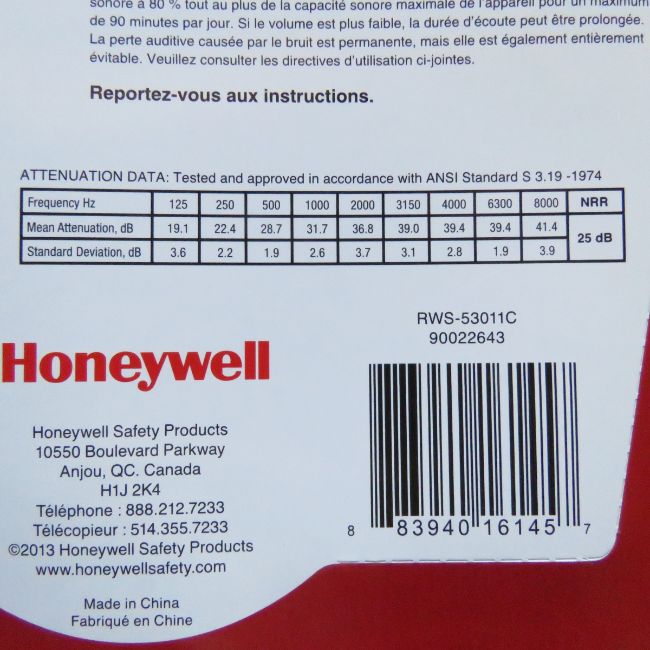 sonore à 80 % tout au plus de la capacité sonore maximale de l'appareil pour un maximum
de 90 minutes par jour. Si le volume est plus faible, la durée d'écoute peut être prolongée.
La perte auditive causée par le bruit est permanente, mais elle est également entièrement
évitable. Veuillez consulter les directives d'utilisation ci-jointes.
Reportez-vous aux instructions.
ATTENUATION DATA: Tested and approved in accordance with ANSI Standard S 3.19 -1974
Frequency Hz 125 250 500 1000 2000 3150 4000 6300 8000 NRR
Mean Attenuation, dB 19.1 22.4 28.7 31.7 36.8 39.0 39.4 39.4 41.4 25 dB
Standard Deviation, dB 3.6 2.2 1.9 2.6 3.7 3.1 2.8 1.9 3.9
RWS-53011C
90022643
Honeywell
Honeywell Safety Products
10550 Boulevard Parkway
Anjou, QC. Canada
H1J 2K4
Téléphone : 888.212.7233
Télécopieur : 514.355.7233
©2013 Honeywell Safety Products
www.honeywellsafety.com
8 83940 16145 7
Made in China
Fabriqué en Chine